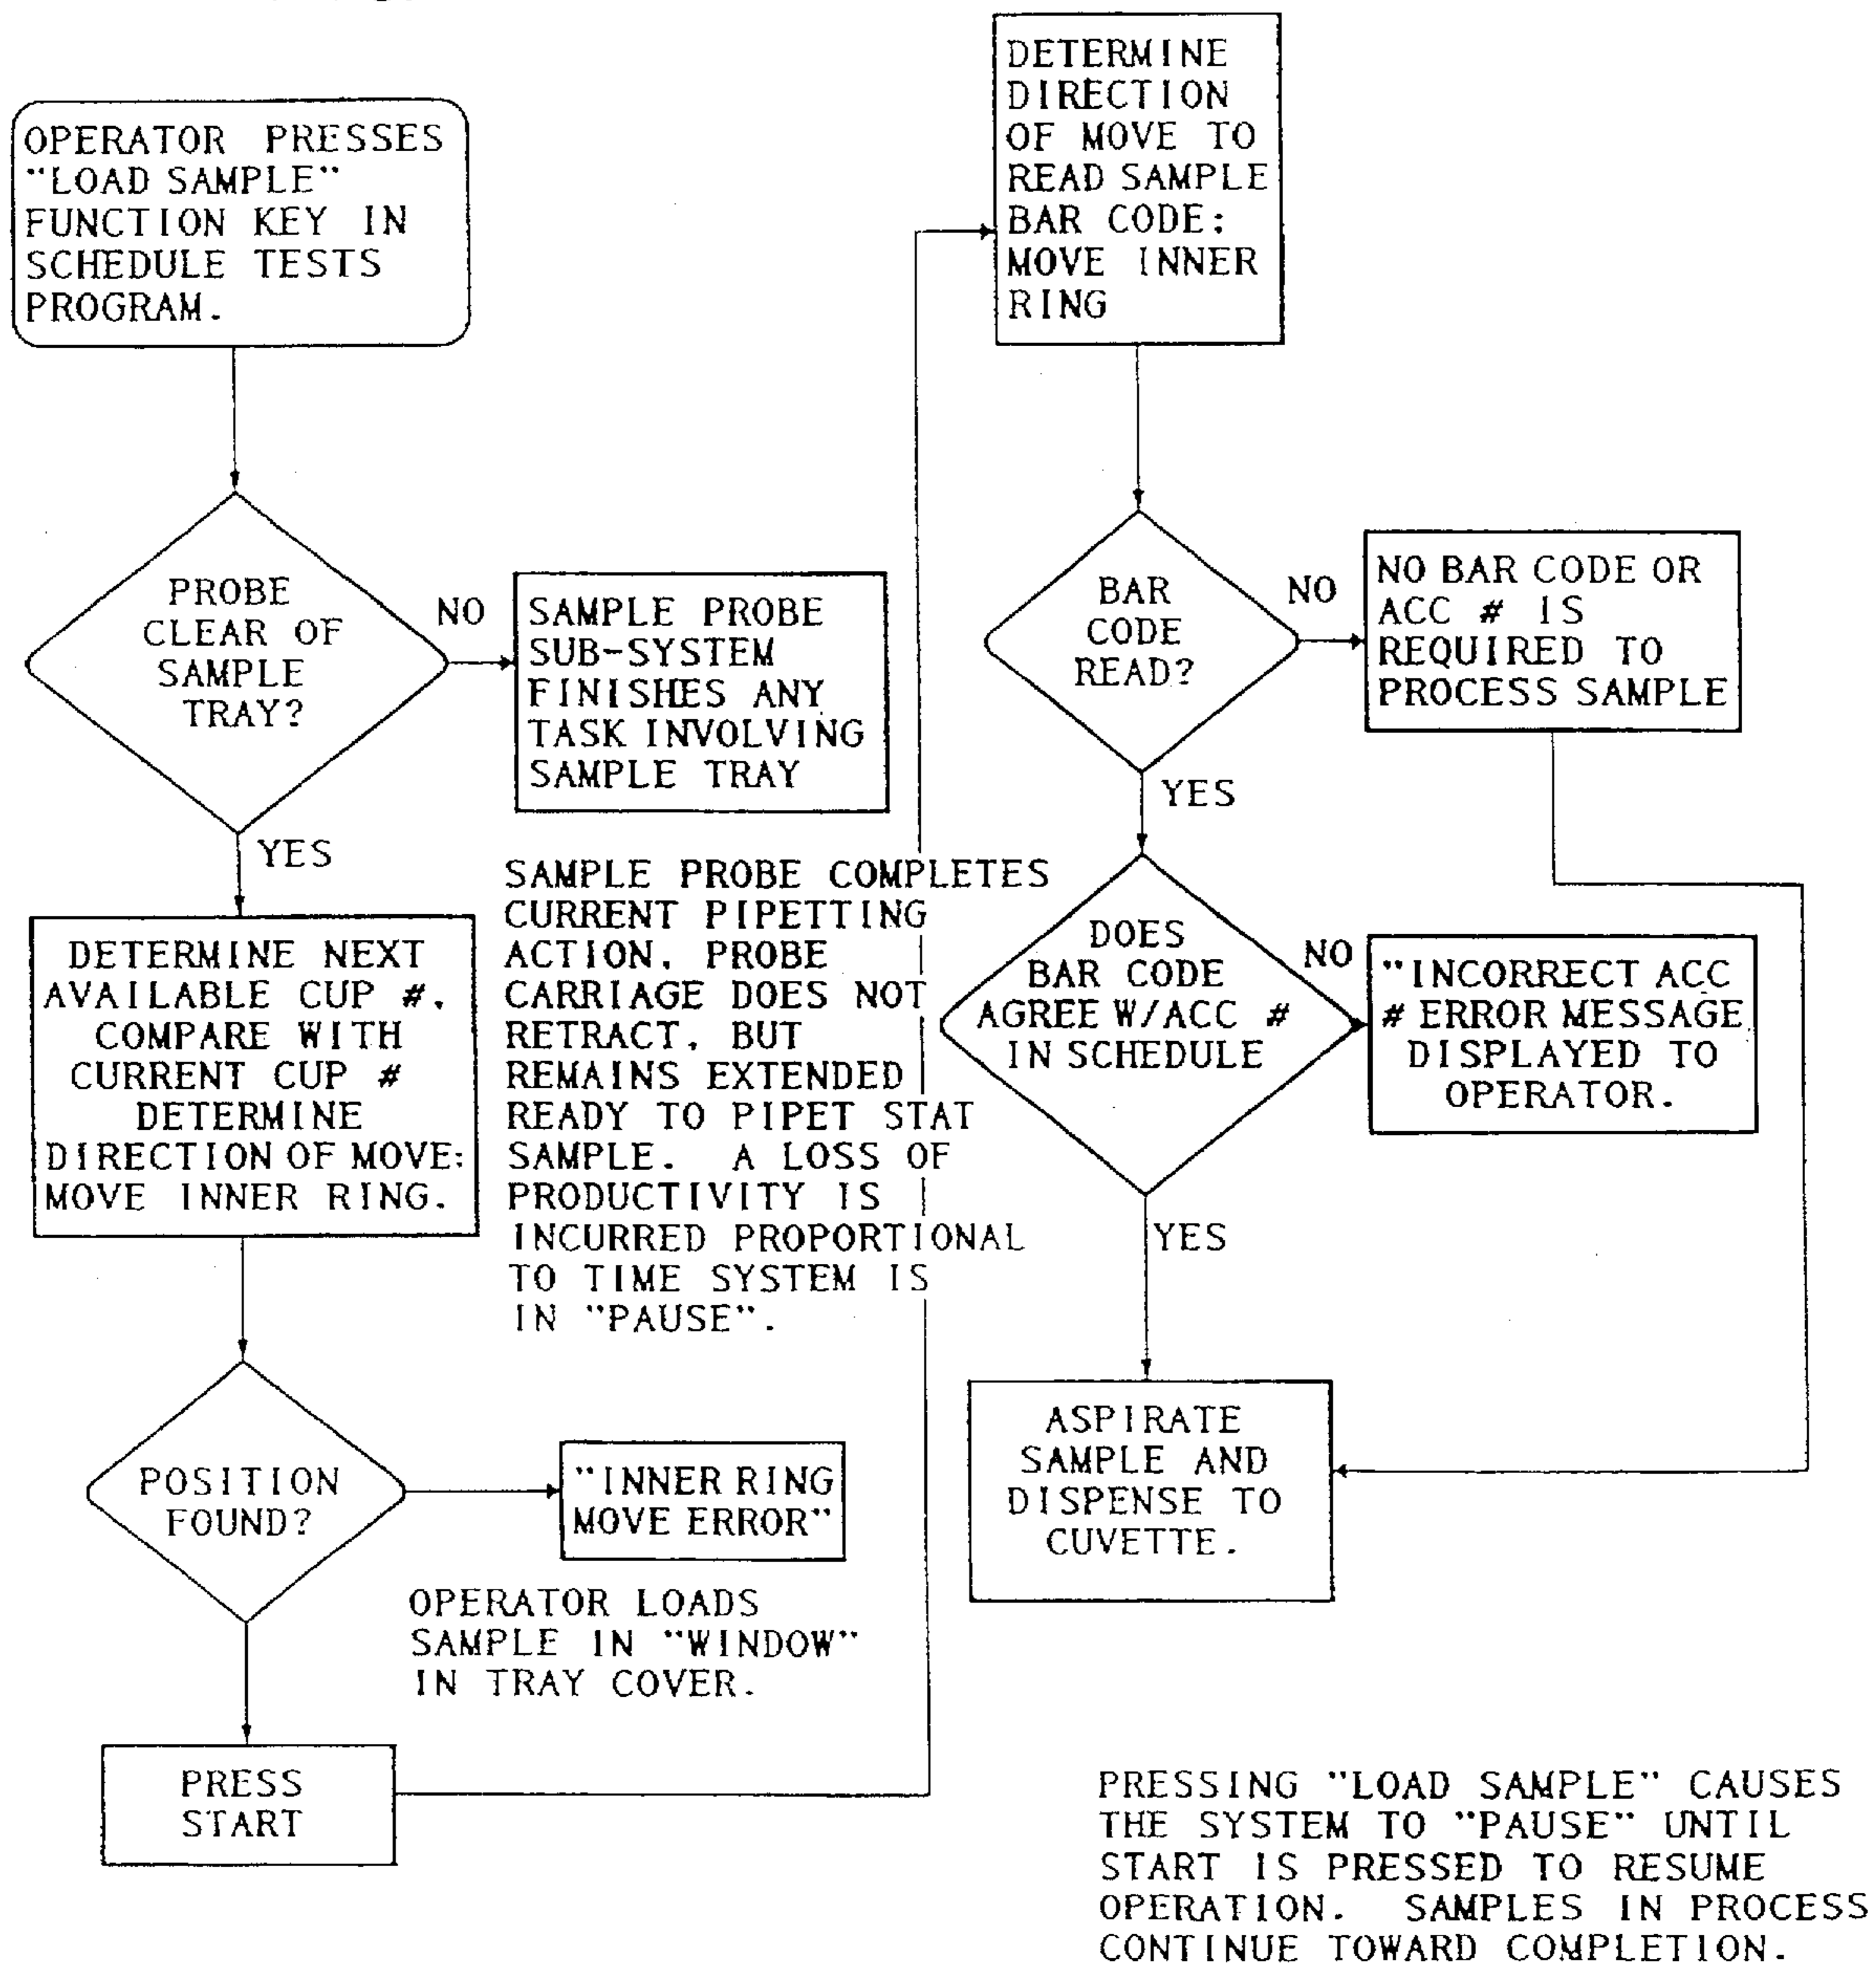 OPERATOR PRESSES
"LOAD SAMPLE"
FUNCTION KEY IN
SCHEDULE TESTS
PROGRAM.
PROBE
CLEAR OF
SAMPLE
TRAY?
NO
SAMPLE PROBE
SUB-SYSTEM
FINISHES ANY
TASK INVOLVING
SAMPLE TRAY
YES
DETERMINE NEXT
AVAILABLE CUP #.
COMPARE WITH
CURRENT CUP #
DETERMINE
DIRECTION OF MOVE:
MOVE INNER RING.
SAMPLE PROBE COMPLETES
CURRENT PIPETTING
ACTION. PROBE
CARRIAGE DOES NOT
RETRACT. BUT
REMAINS EXTENDED
READY TO PIPET STAT
SAMPLE. A LOSS OF
PRODUCTIVITY IS
INCURRED PROPORTIONAL
TO TIME SYSTEM IS
IN "PAUSE".
POSITION
FOUND?
"INNER RING
MOVE ERROR"
OPERATOR LOADS
SAMPLE IN "WINDOW"
IN TRAY COVER.
PRESS
START
DETERMINE
DIRECTION
OF MOVE TO
READ SAMPLE
BAR CODE:
MOVE INNER
RING
BAR
CODE
READ?
NO
NO BAR CODE OR
ACC # IS
REQUIRED TO
PROCESS SAMPLE
YES
DOES
BAR CODE
AGREE W/ACC #
IN SCHEDULE
NO
"INCORRECT ACC
# ERROR MESSAGE
DISPLAYED TO
OPERATOR.
YES
ASPIRATE
SAMPLE AND
DISPENSE TO
CUVETTE.
PRESSING "LOAD SAMPLE" CAUSES
THE SYSTEM TO "PAUSE" UNTIL
START IS PRESSED TO RESUME
OPERATION. SAMPLES IN PROCESS
CONTINUE TOWARD COMPLETION.